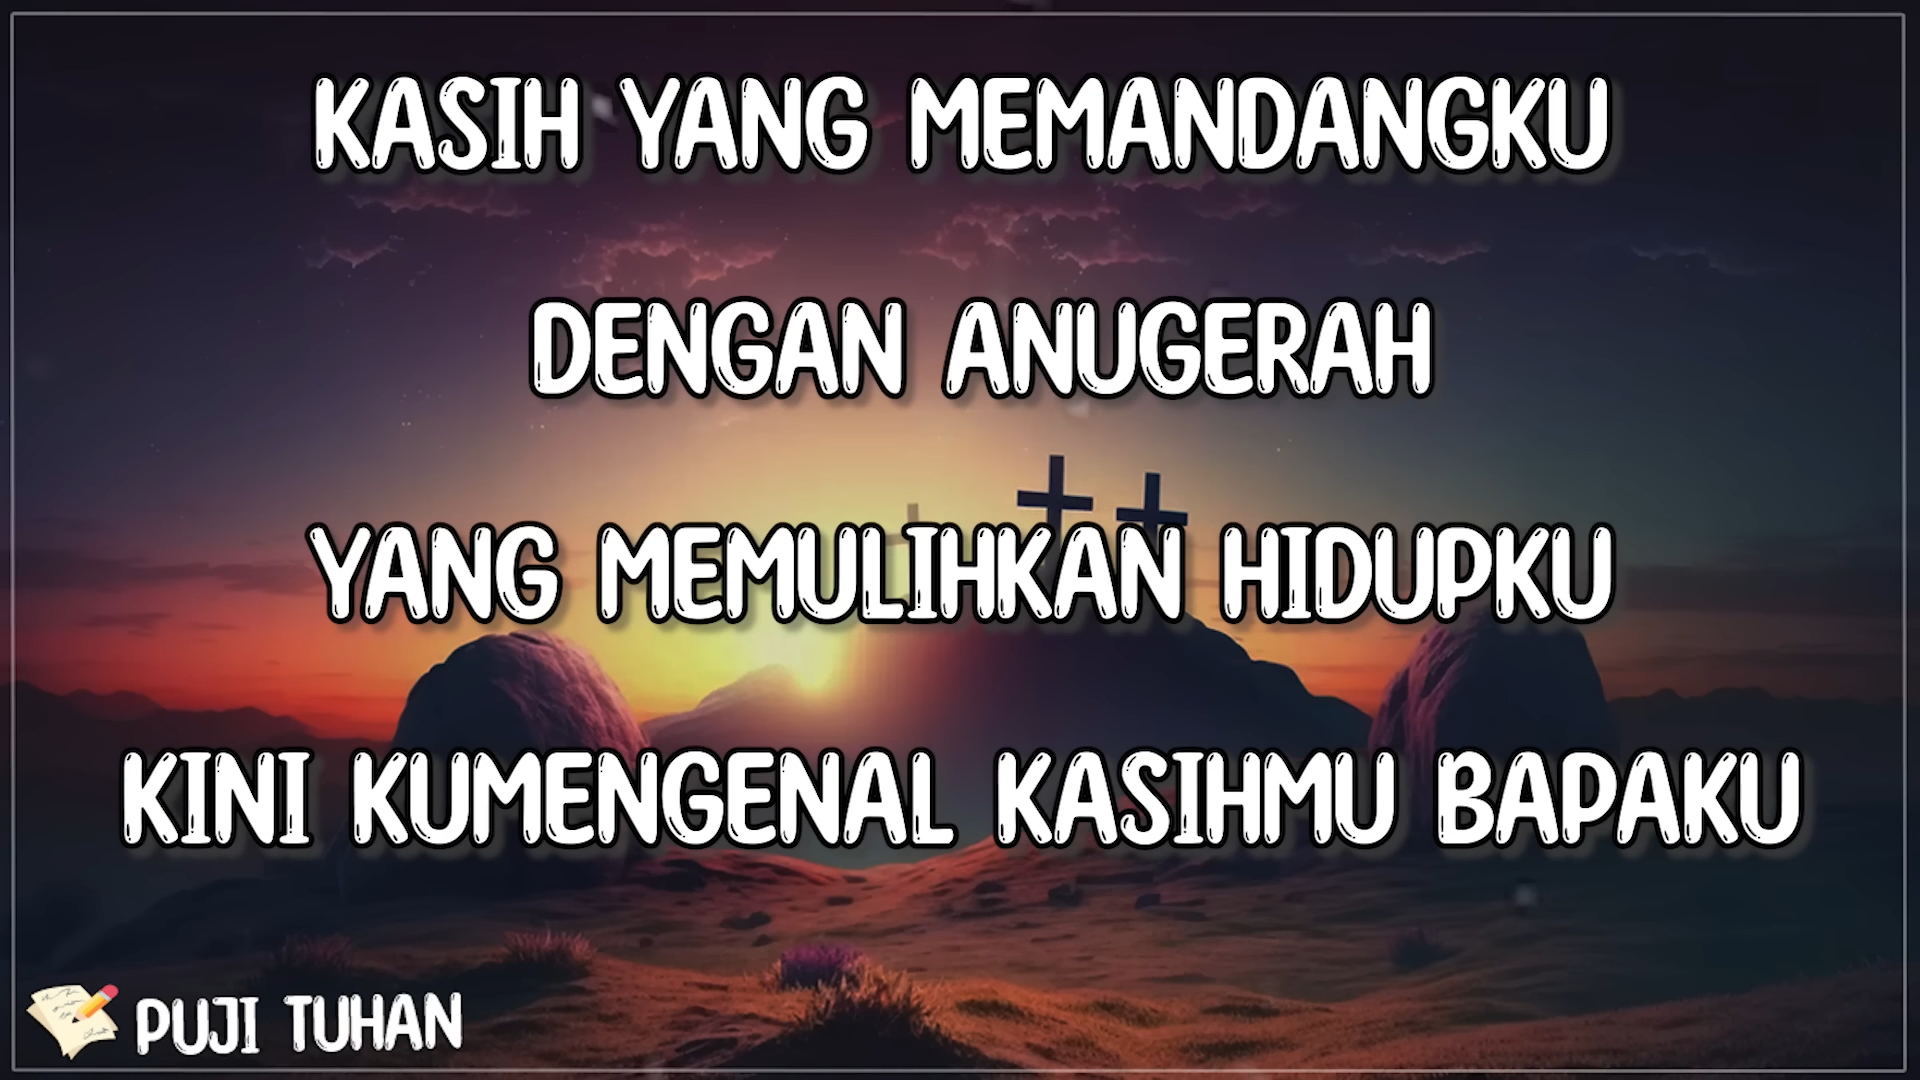 KASIH YANG MEMANDANGKU
DENGAN ANUGERAH
YANG MEMULIHKAN HIDUPKU
KINI KUMENGENAL KASIHMU BAPAKU
PUJI TUHAN